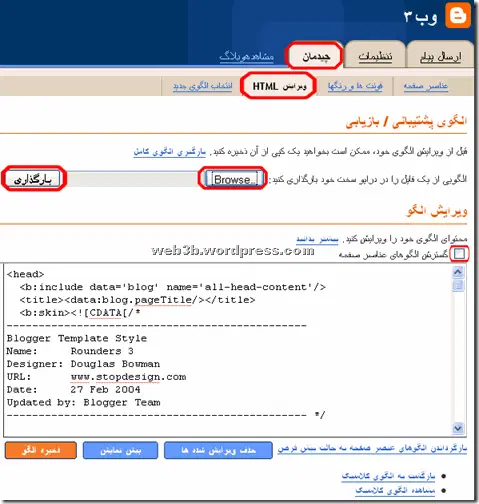 وب ۳
ارسال پیام
تنظیمات
چیدمان
مشاهده وبلاگ
عناصر صفحه
فونت ها و رنگها
ویرایش HTML
انتخاب الگوی جدید
الگوی پشتیبانی / بازیابی
قبل از ویرایش الگوی خود، ممکن است بخواهید یک کپی از آن ذخیره کنید. بارگیری الگوی کامل
الگویی از یک فایل را در درایو سخت خود بارگذاری کنید: Browse... بارگذاری
ویرایش الگو
محتوای الگوی خود را ویرایش کنید. بیشتر بدانید
web3b.wordpress.com
گسترش الگوهای عناصر صفحه
<head>
<b:include data='blog' name='all-head-content'/>
<title><data:blog.pageTitle/></title>
<b:skin><![CDATA[/*
-----------------------------------------------
Blogger Template Style
Name: Rounders 3
Designer: Douglas Bowman
URL: www.stopdesign.com
Date: 27 Feb 2004
Updated by: Blogger Team
----------------------------------------------- */
بازگرداندن الگوهای عنصر صفحه به حالت پیش فرض
حذف ویرایش شده ها
پیش نمایش
ذخیره الگو
بازگشت به الگوی کلاسیک
مشاهده الگوی کلاسیک